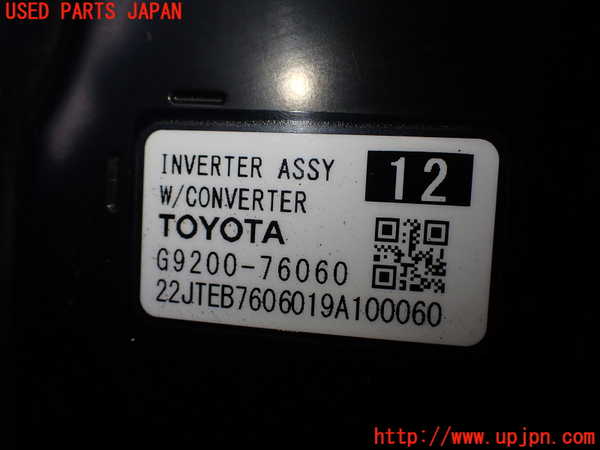 USED PARTS JAPAN
INVERTER ASSY
12
W/CONVERTER
TOYOTA
G9200-76060
22JTEB7606019A100060
http://www.upjpn.com/